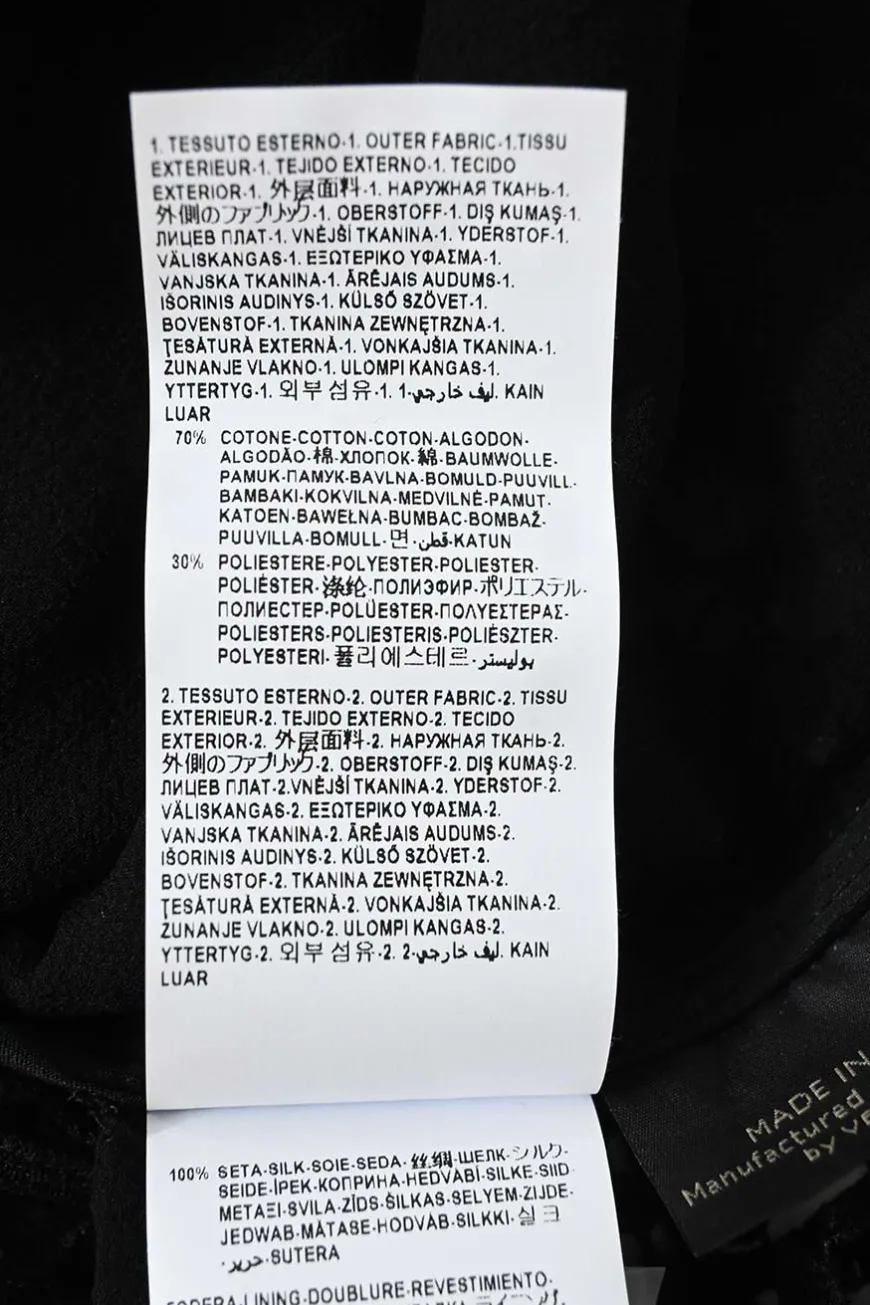 1. TESSUTO ESTERNO-1. OUTER FABRIC-1.TISSU
EXTERIEUR-1. TEJIDO EXTERNO-1. TECIDO
EXTERIOR-1. 外层面料-1. НАРУЖНАЯ ТКАНЬ-1.
外側のファブリック-1. OBERSTOFF-1. DIŞ KUMAŞ-1.
ЛИЦЕВ ПЛАТ-1. VNĚJŠÍ TKANINA-1. YDERSTOF-1.
VÄLISKANGAS-1. ΕΞΩΤΕΡΙΚΟ ΥΦΑΣΜΑ-1.
VANJSKA TKANINA-1. ĀRĒJAIS AUDUMS-1.
IŠORINIS AUDINYS-1. KÜLSŐ SZÖVET-1.
BOVENSTOF-1. TKANINA ZEWNĘTRZNA-1.
ŢESĂTURĂ EXTERNĂ-1. VONKAJŠIA TKANINA-1.
ZUNANJE VLAKNO-1. ULOMPI KANGAS-1.
YTTERTYG-1. 외부 섬유-1. 1-ليف خارجي. KAIN
LUAR
70% COTONE-COTTON-COTON-ALGODON-
ALGODÃO-棉-ХЛОПОК-綿-BAUMWOLLE-
PAMUK-ПАМУК-BAVLNA-BOMULD-PUUVILL-
BAMBAKI-KOKVILNA-MEDVILNĖ-PAMUT-
KATOEN-BAWEŁNA-BUMBAC-BOMBAŽ-
PUUVILLA-BOMULL-면-قطن-KATUN
30% POLIESTERE-POLYESTER-POLIESTER-
POLIÉSTER-涤纶-ПОЛИЭФИР-ポリエステル-
ПОЛИЕСТЕР-POLÜESTER-ΠΟΛΥΕΣΤΕΡΑΣ-
POLIESTERS-POLIESTERIS-POLIÉSZTER-
POLYESTERI-폴리에스테르-بوليستر
2. TESSUTO ESTERNO-2. OUTER FABRIC-2. TISSU
EXTERIEUR-2. TEJIDO EXTERNO-2. TECIDO
EXTERIOR-2. 外层面料-2. НАРУЖНАЯ ТКАНЬ-2.
外側のファブリック-2. OBERSTOFF-2. DIŞ KUMAŞ-2.
ЛИЦЕВ ПЛАТ-2.VNĚJŠÍ TKANINA-2. YDERSTOF-2.
VÄLISKANGAS-2. ΕΞΩΤΕΡΙΚΟ ΥΦΑΣΜΑ-2.
VANJSKA TKANINA-2. ĀRĒJAIS AUDUMS-2.
IŠORINIS AUDINYS-2. KÜLSŐ SZÖVET-2.
BOVENSTOF-2. TKANINA ZEWNĘTRZNA-2.
ŢESĂTURĂ EXTERNĂ-2. VONKAJŠIA TKANINA-2.
ZUNANJE VLAKNO-2. ULOMPI KANGAS-2.
YTTERTYG-2. 외부 섬유-2. 2-ليف خارجي. KAIN
LUAR
100% SETA-SILK-SOIE-SEDA-丝绸-ШЕЛК-シルク-
SEIDE-İPEK-КОПРИНА-HEDVÁBÍ-SILKE-SIID-
ΜΕΤΑΞΙ-SVILA-ZĪDS-ŠILKAS-SELYEM-ZIJDE-
JEDWAB-MĂTASE-HODVÁB-SILKKI-실크
-حرير-SUTERA
LINING-DOUBLURE-REVESTIMIENTO-
MADE IN
Manufactured
by